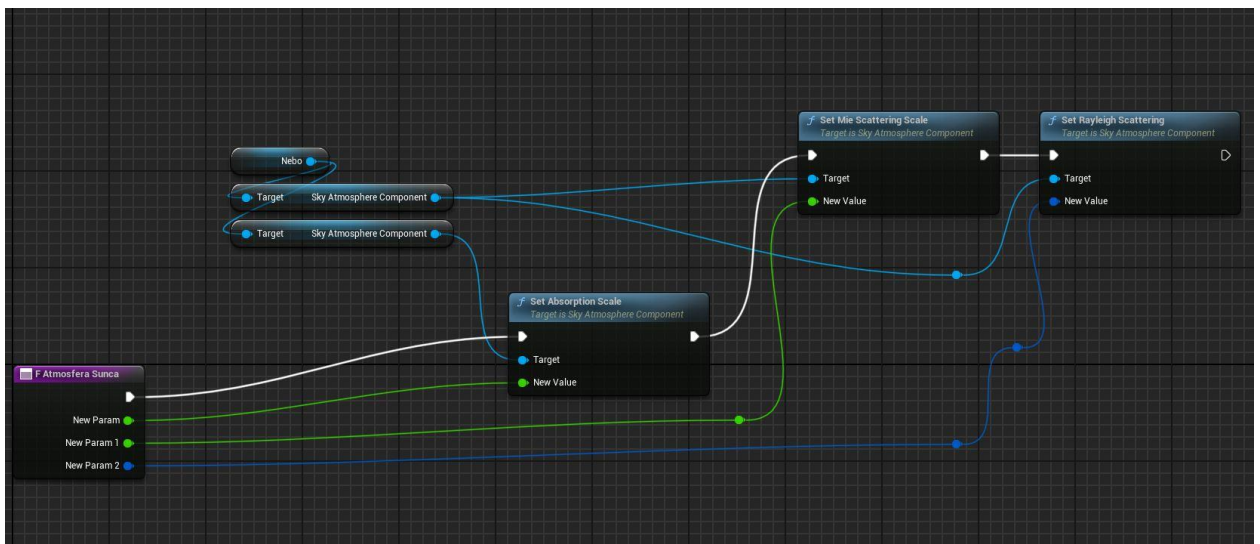 Nebo
Target Sky Atmosphere Component
Target Sky Atmosphere Component
F Atmosfera Sunca
New Param
New Param 1
New Param 2
f Set Absorption Scale
Target is Sky Atmosphere Component
Target
New Value
f Set Mie Scattering Scale
Target is Sky Atmosphere Component
Target
New Value
f Set Rayleigh Scattering
Target is Sky Atmosphere Component
Target
New Value